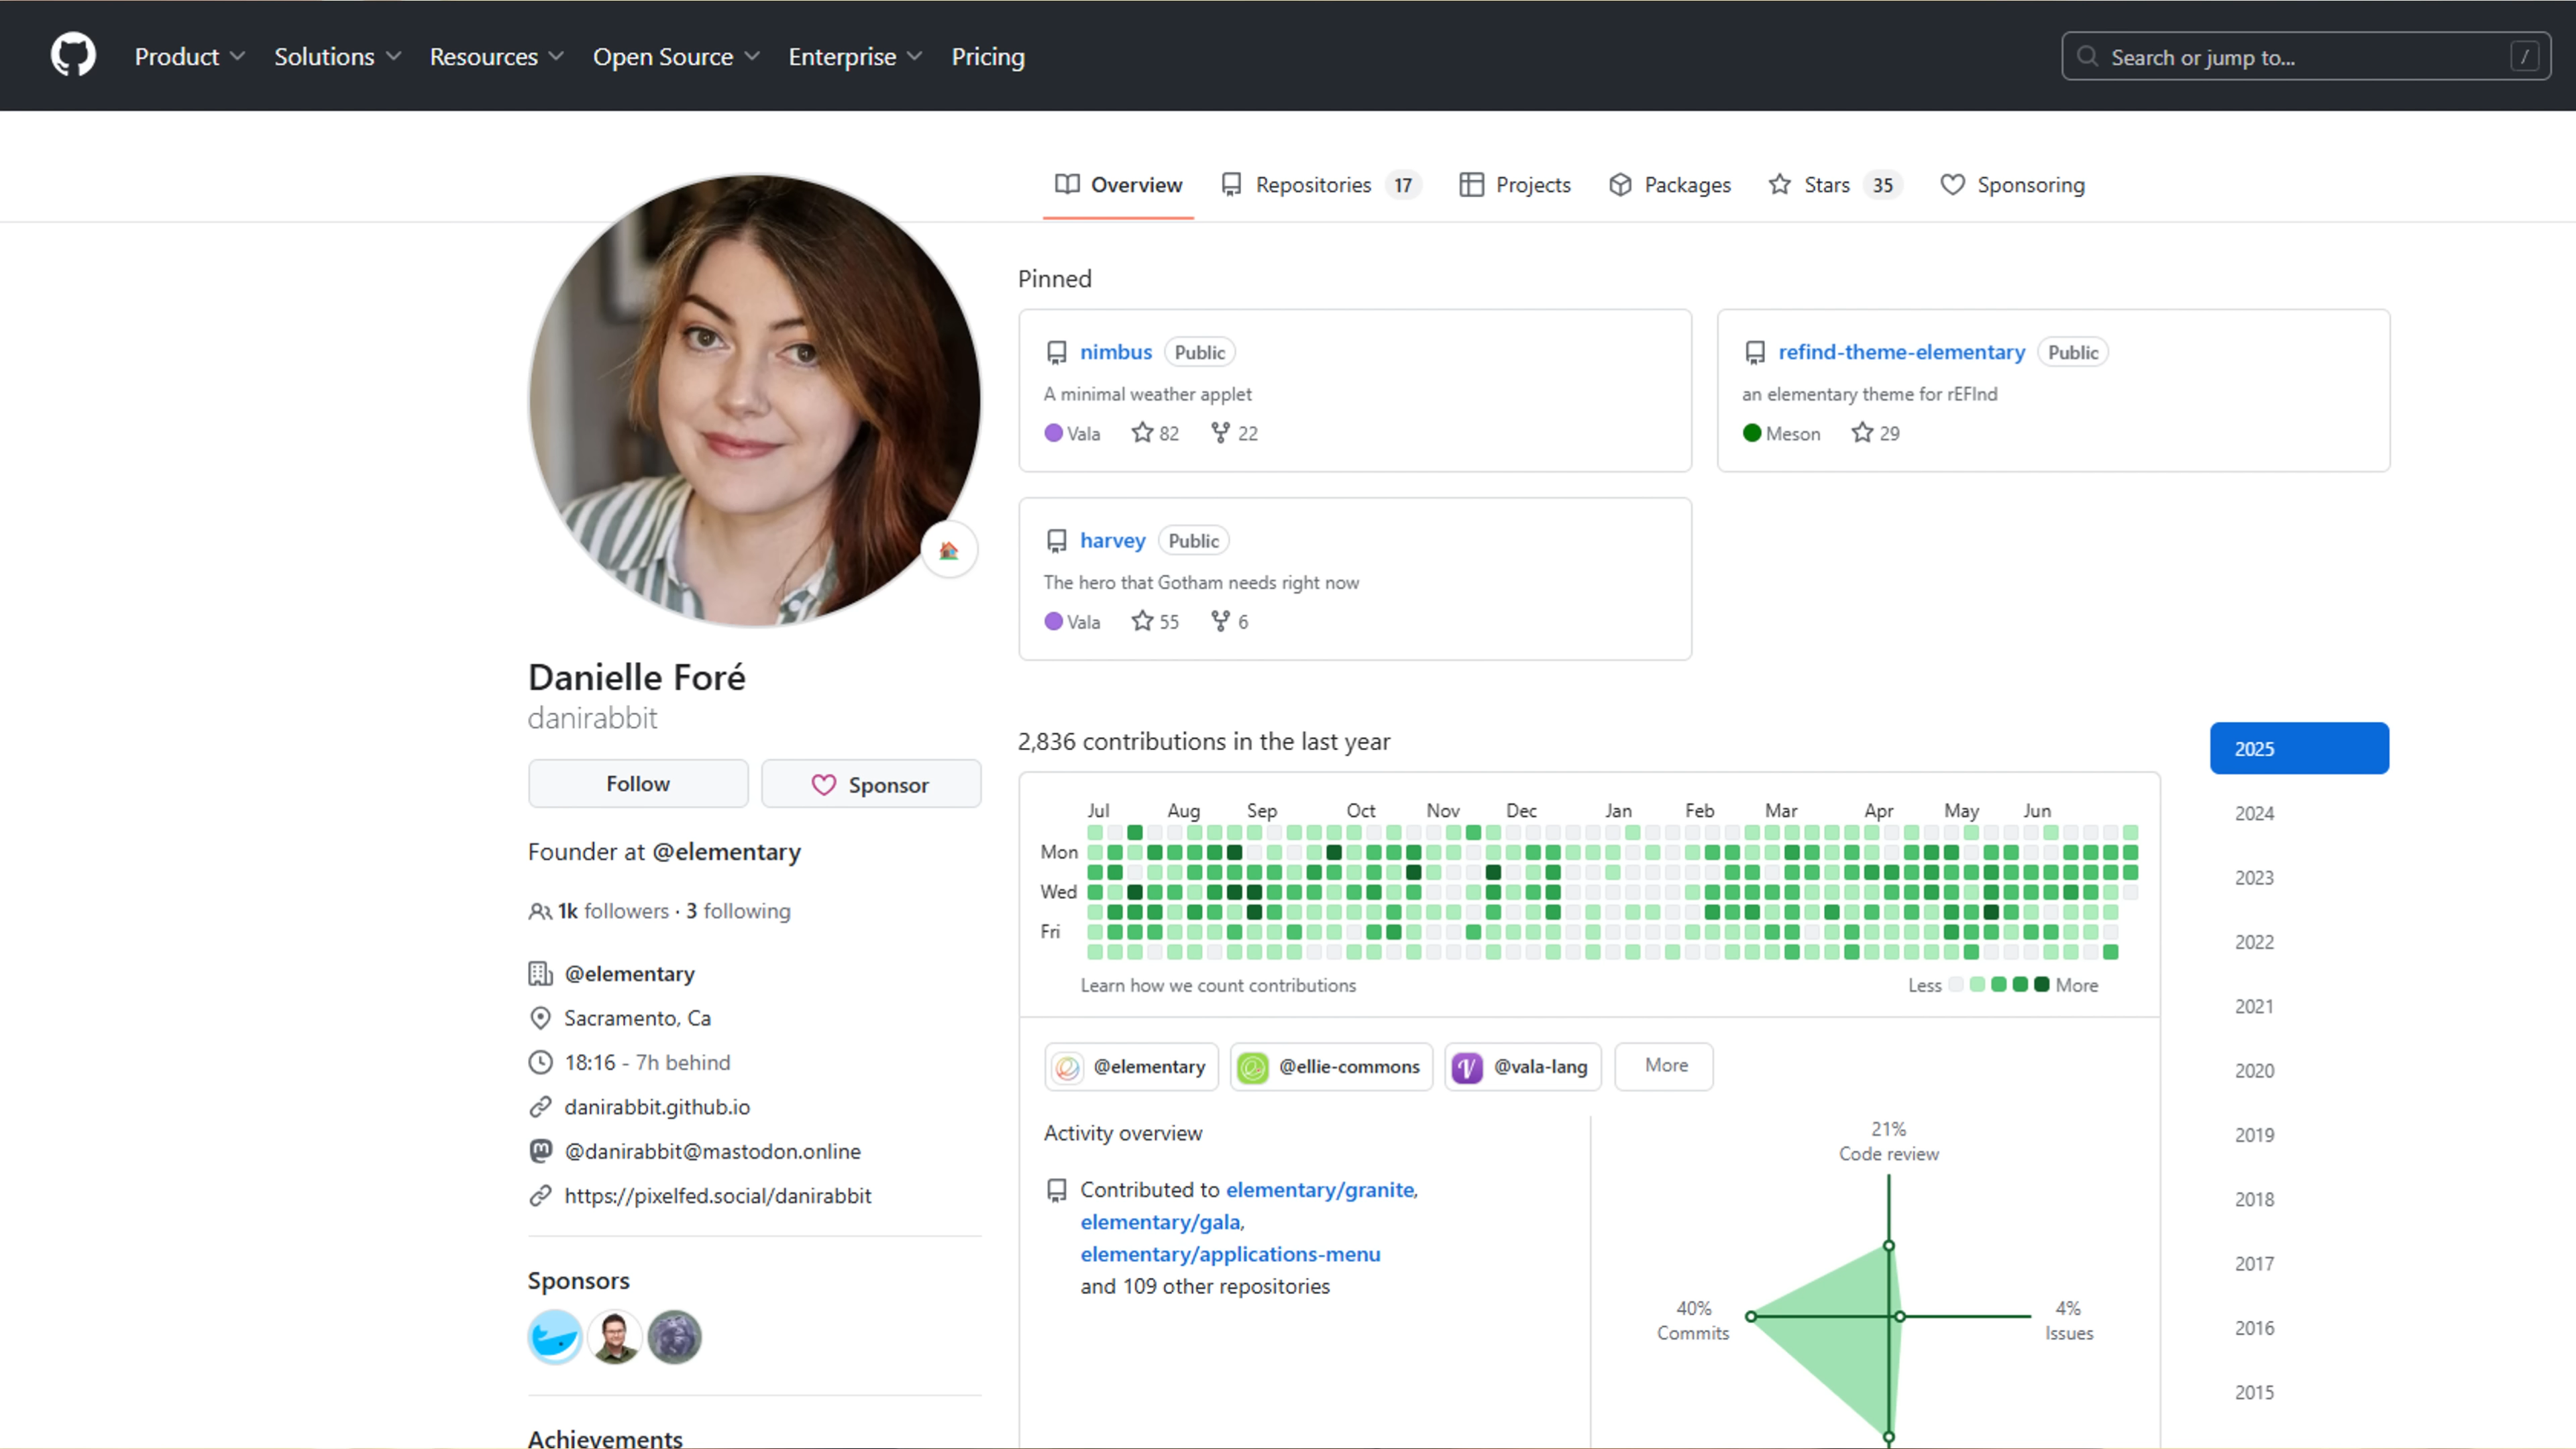 Product
Solutions
Resources
Open Source
Enterprise
Pricing
Search or jump to...
/
Overview
Repositories 17
Projects
Packages
Stars 35
Sponsoring
Danielle Foré
danirabbit
Follow
Sponsor
Founder at @elementary
1k followers · 3 following
@elementary
Sacramento, Ca
18:16 - 7h behind
danirabbit.github.io
@danirabbit@mastodon.online
https://pixelfed.social/danirabbit
Sponsors
Achievements
Pinned
nimbus Public
A minimal weather applet
Vala 82 22
refind-theme-elementary Public
an elementary theme for rEFInd
Meson 29
harvey Public
The hero that Gotham needs right now
Vala 55 6
2,836 contributions in the last year
Jul Aug Sep Oct Nov Dec Jan Feb Mar Apr May Jun
Mon
Wed
Fri
Learn how we count contributions
Less More
@elementary
@ellie-commons
@vala-lang
More
Activity overview
Contributed to elementary/granite,
elementary/gala,
elementary/applications-menu
and 109 other repositories
21%
Code review
40%
Commits
4%
Issues
2025
2024
2023
2022
2021
2020
2019
2018
2017
2016
2015